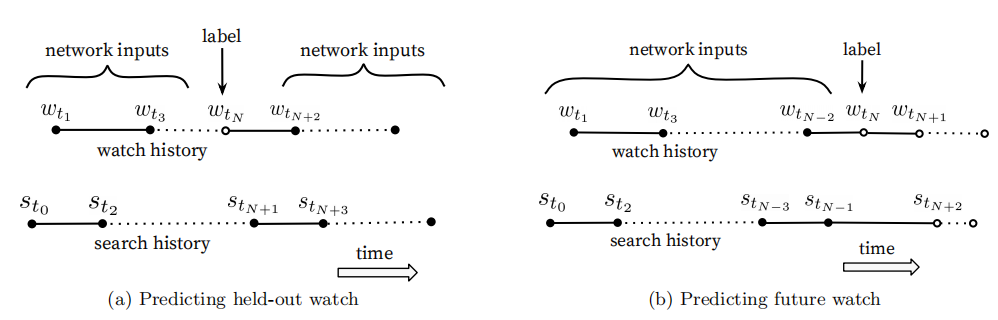 label
network inputs network inputs
w_{t_1} w_{t_3} w_{t_N} w_{t_{N+2}}
watch history
s_{t_0} s_{t_2} s_{t_{N+1}} s_{t_{N+3}}
search history
time
(a) Predicting held-out watch
network inputs label
w_{t_1} w_{t_3} w_{t_{N-2}} w_{t_N} w_{t_{N+1}}
watch history
s_{t_0} s_{t_2} s_{t_{N-3}} s_{t_{N-1}} s_{t_{N+2}}
search history
time
(b) Predicting future watch